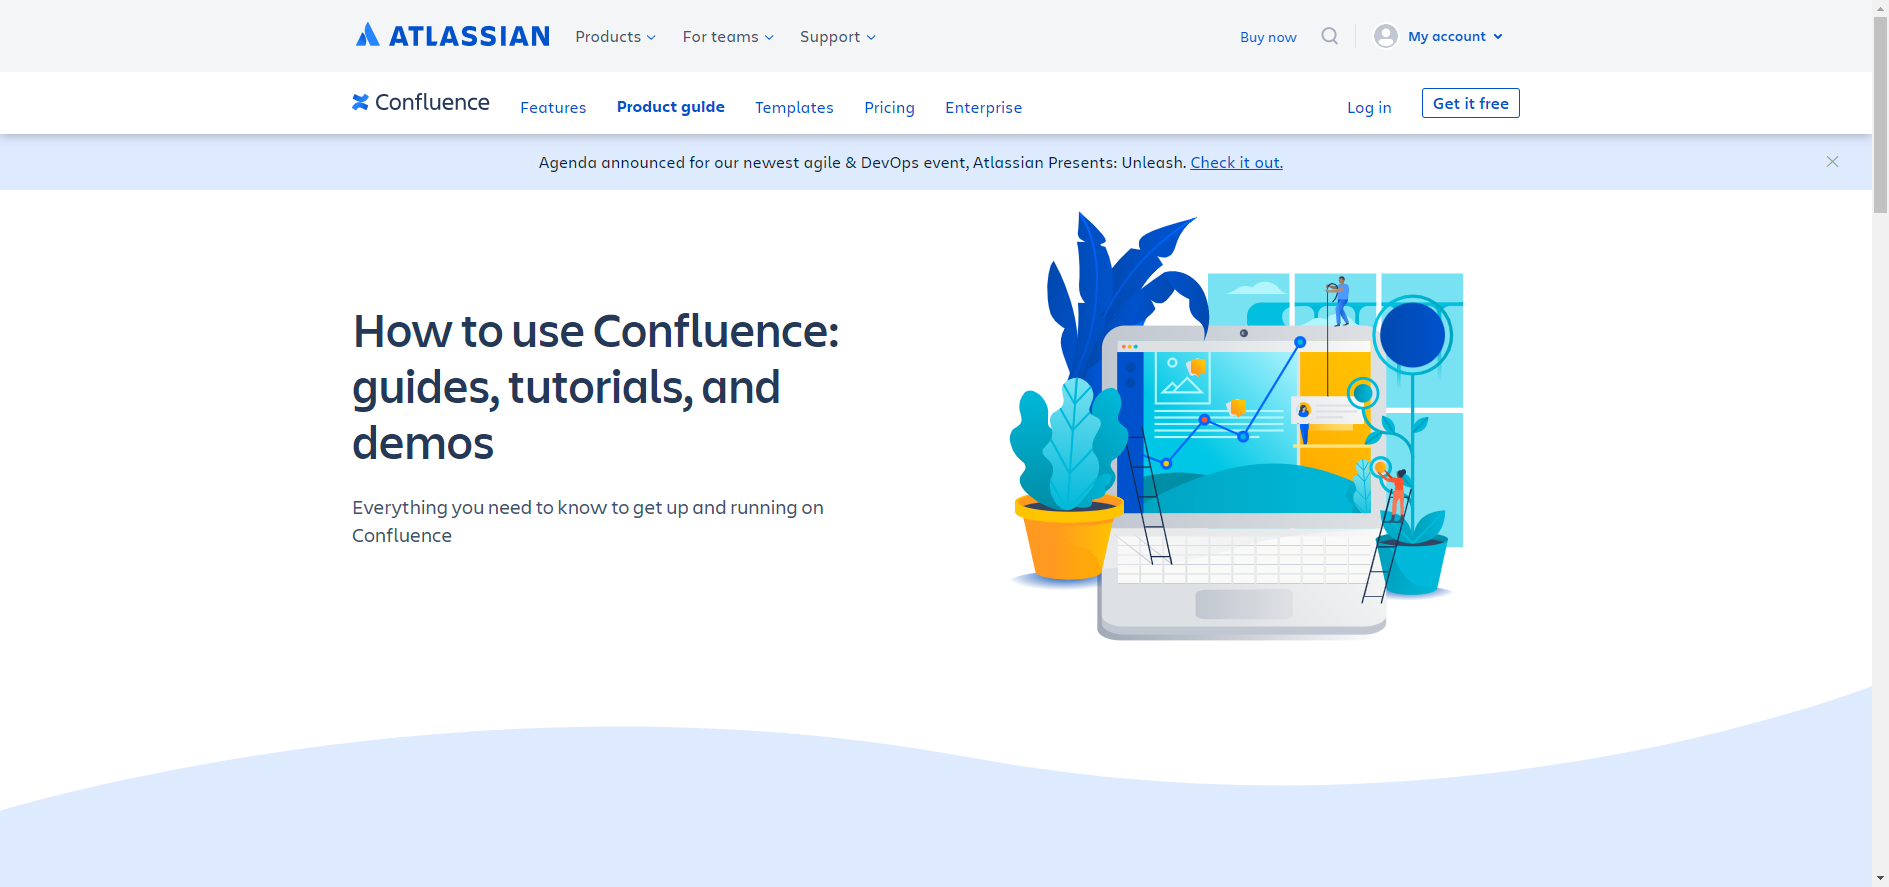 ATLASSIAN Products For teams Support Buy now My account
Confluence Features Product guide Templates Pricing Enterprise Log in Get it free
Agenda announced for our newest agile & DevOps event, Atlassian Presents: Unleash. Check it out.
How to use Confluence:
guides, tutorials, and
demos
Everything you need to know to get up and running on
Confluence